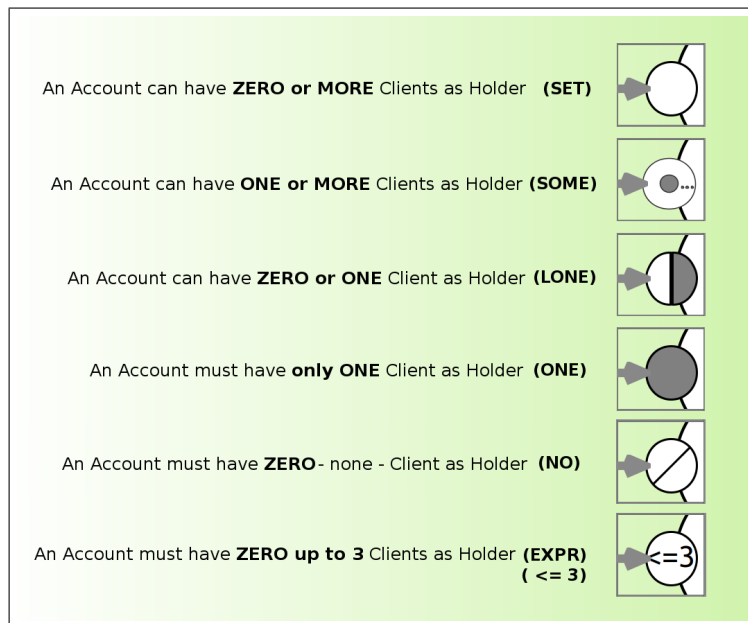 An Account can have ZERO or MORE Clients as Holder (SET)
An Account can have ONE or MORE Clients as Holder (SOME)
...
An Account can have ZERO or ONE Client as Holder (LONE)
An Account must have only ONE Client as Holder (ONE)
An Account must have ZERO - none - Client as Holder (NO)
An Account must have ZERO up to 3 Clients as Holder (EXPR)
( <= 3)
<=3